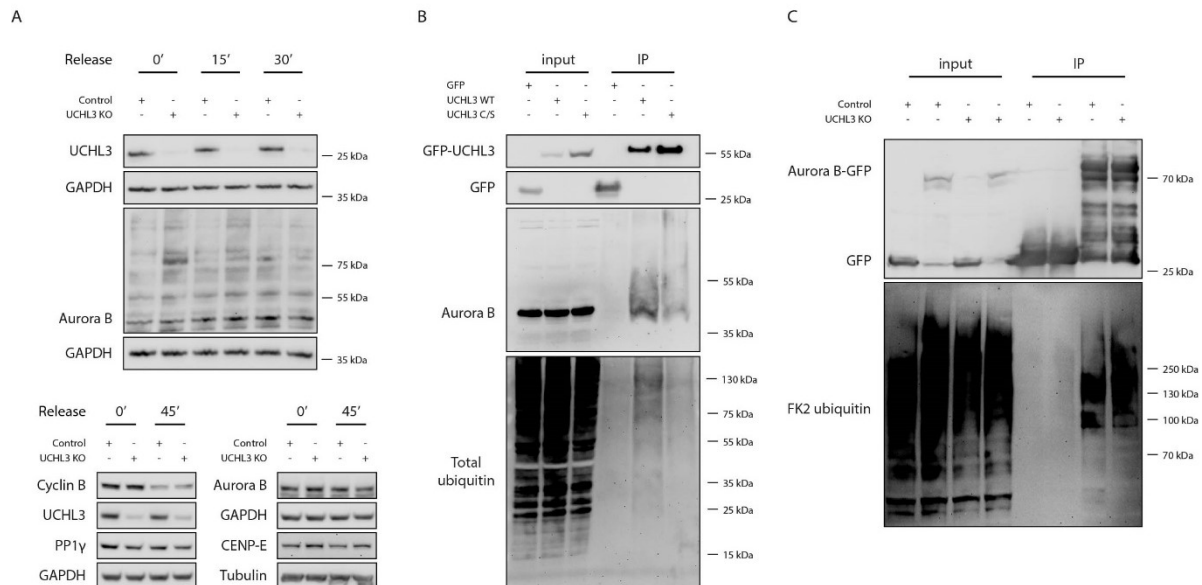 A
Release
0' 15' 30'
Control + - + - + -
UCHL3 KO - + - + - +
UCHL3
25 kDa
GAPDH
35 kDa
75 kDa
55 kDa
Aurora B
GAPDH
35 kDa
Release 0' 45'
Control + - + -
UCHL3 KO - + - +
Cyclin B
UCHL3
PP1γ
GAPDH
0' 45'
Control + - + -
UCHL3 KO - + - +
Aurora B
GAPDH
CENP-E
Tubulin
B
input IP
GFP + - - + - -
UCHL3 WT - + - - + -
UCHL3 C/S - - + - - +
GFP-UCHL3
55 kDa
GFP
25 kDa
55 kDa
Aurora B
35 kDa
130 kDa
75 kDa
55 kDa
Total
ubiquitin
35 kDa
25 kDa
15 kDa
C
input IP
Control + + - - + - + -
UCHL3 KO - - + + - + - +
Aurora B-GFP
70 kDa
GFP
25 kDa
250 kDa
130 kDa
FK2 ubiquitin
100 kDa
70 kDa